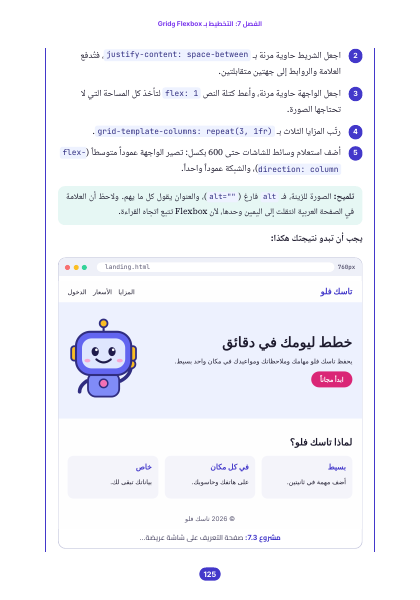 الفصل 7: التخطيط بـ Flexbox وGrid
2 اجعل الشريط حاوية مرنة بـ justify-content: space-between، فتُدفع
العلامة والروابط إلى جهتين متقابلتين.
3 اجعل الواجهة حاوية مرنة، وأعط كتلة النص flex: 1 لتأخذ كل المساحة التي لا
تحتاجها الصورة.
4 رتّب المزايا الثلاث بـ grid-template-columns: repeat(3, 1fr).
5 أضف استعلام وسائط للشاشات حتى 600 بكسل: تصير الواجهة عموداً متوسطاً (flex-
direction: column)، والشبكة عموداً واحداً.
تلميح: الصورة للزينة، فـ alt فارغ (alt="")، والعنوان يقول كل ما يهم. ولاحظ أن العلامة
في الصفحة العربية انتقلت إلى اليمين وحدها، لأن Flexbox تتبع اتجاه القراءة.
يجب أن تبدو نتيجتك هكذا:
landing.html 760px
تاسك فلو
المزايا الأسعار الدخول
خطط ليومك في دقائق
يحفظ تاسك فلو مهامك وملاحظاتك ومواعيدك في مكان واحد بسيط.
ابدأ مجاناً
لماذا تاسك فلو؟
بسيط
أضف مهمة في ثانيتين.
في كل مكان
على هاتفك وحاسوبك.
خاص
بياناتك تبقى لك.
© 2026 تاسك فلو
مشروع 7.3: صفحة التعريف على شاشة عريضة...
125